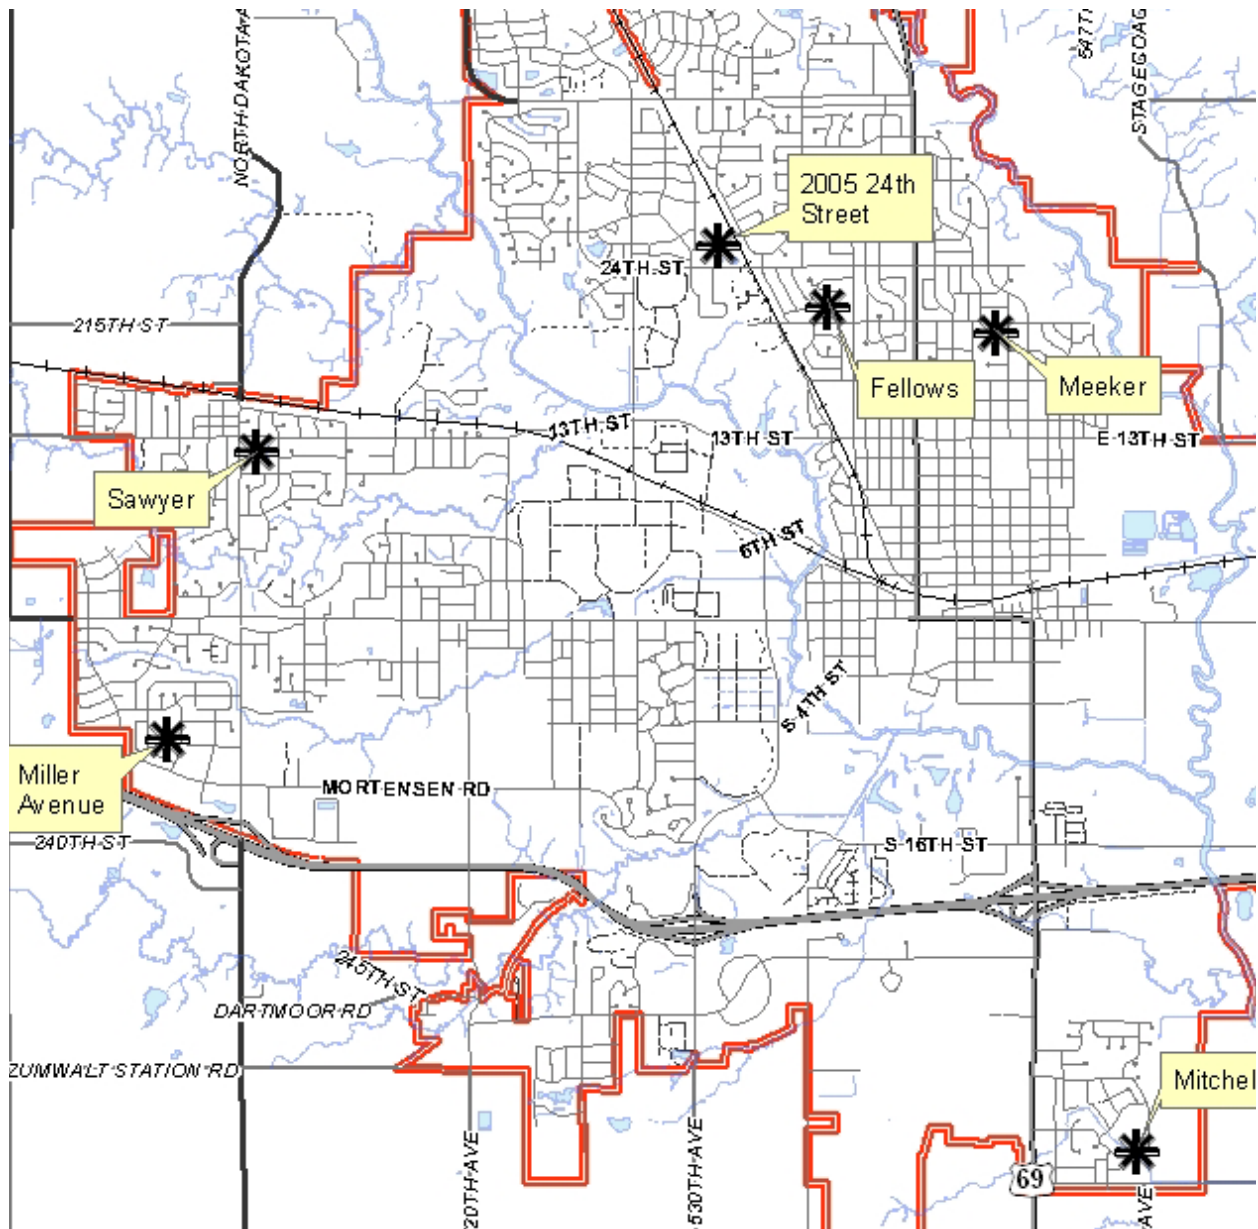 NORTH DAKOTA A
547TH
STAGEGOAC
2005 24th
Street
24TH ST
215TH ST
Fellows
Meeker
13TH ST
13TH ST
E 13TH ST
Sawyer
6TH ST
S 4TH ST
Miller
Avenue
MORTENSEN RD
240TH ST
S 16TH ST
245TH ST
DARTMOOR RD
ZUMWALT STATION RD
Mitchel
20TH AVE
530TH AVE
69
AVE